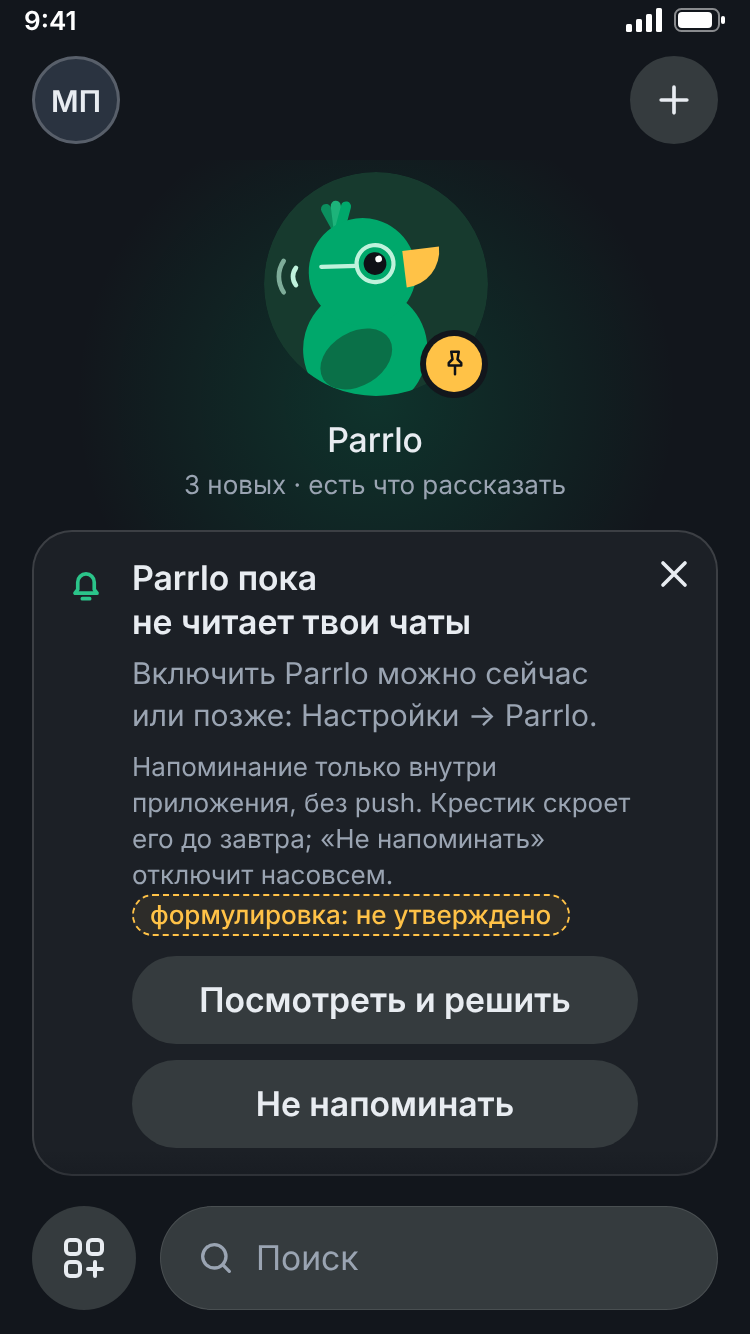 9:41
МП
Parrlo
3 новых · есть что рассказать
Parrlo пока
не читает твои чаты
Включить Parrlo можно сейчас
или позже: Настройки → Parrlo.
Напоминание только внутри
приложения, без push. Крестик скроет
его до завтра; «Не напоминать»
отключит насовсем.
формулировка: не утверждено
Посмотреть и решить
Не напоминать
Поиск